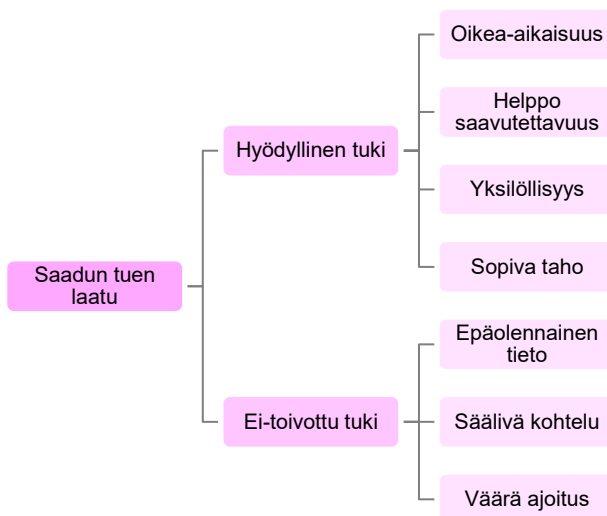 Saadun tuen
laatu
Hyödyllinen tuki
Oikea-aikaisuus
Helppo
saavutettavuus
Yksilöllisyys
Sopiva taho
Ei-toivottu tuki
Epäolennainen
tieto
Säälivä kohtelu
Väärä ajoitus